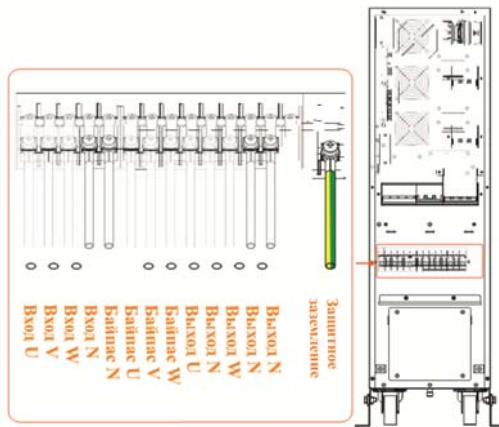 Вход U
Вход V
Вход W
Вход N
Байпас N
Байпас U
Байпас V
Байпас W
Выход U
Выход N
Выход W
Выход N
Выход N
Защитное
заземление